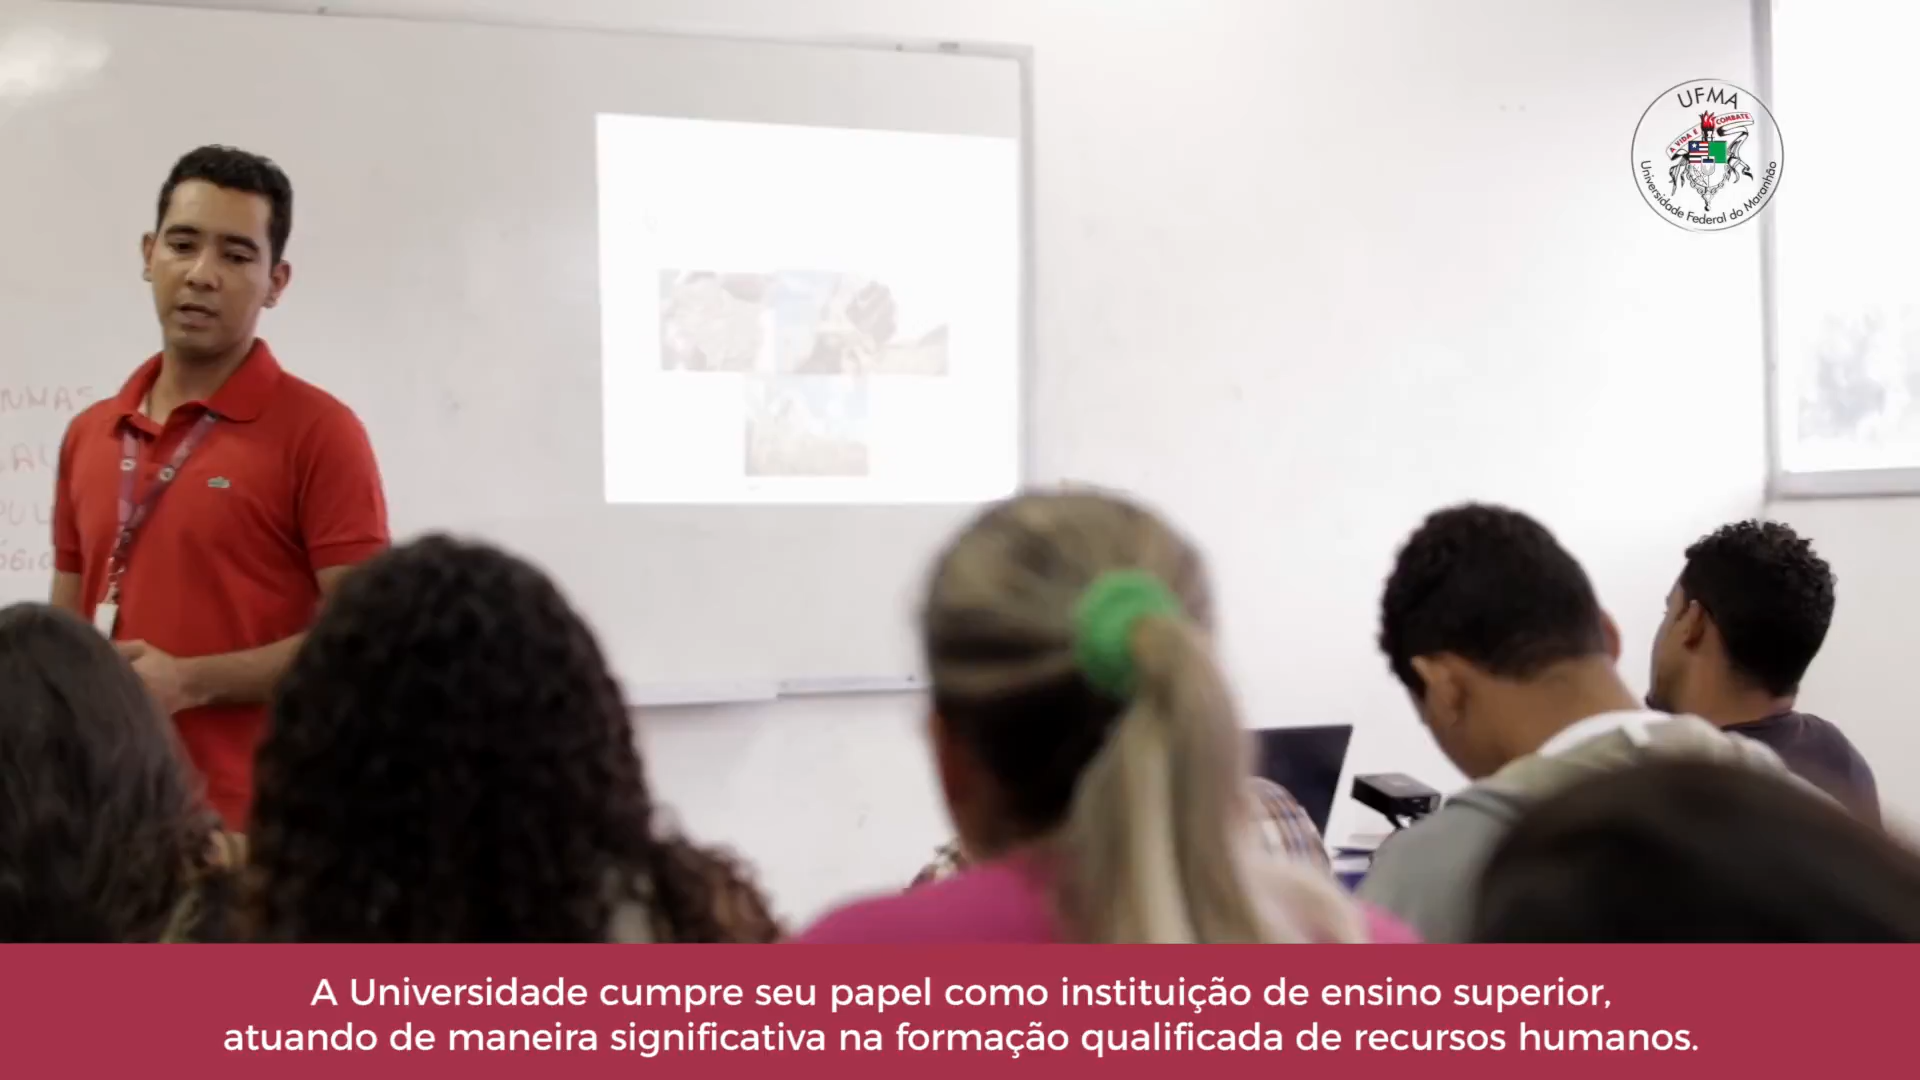 UFMA
A VIDA É COMBATE
Universidade Federal do Maranhão
A Universidade cumpre seu papel como instituição de ensino superior,
atuando de maneira significativa na formação qualificada de recursos humanos.